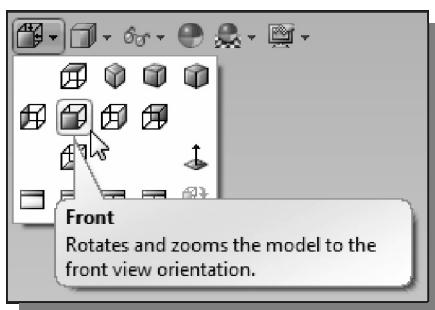 Front
Rotates and zooms the model to the
front view orientation.